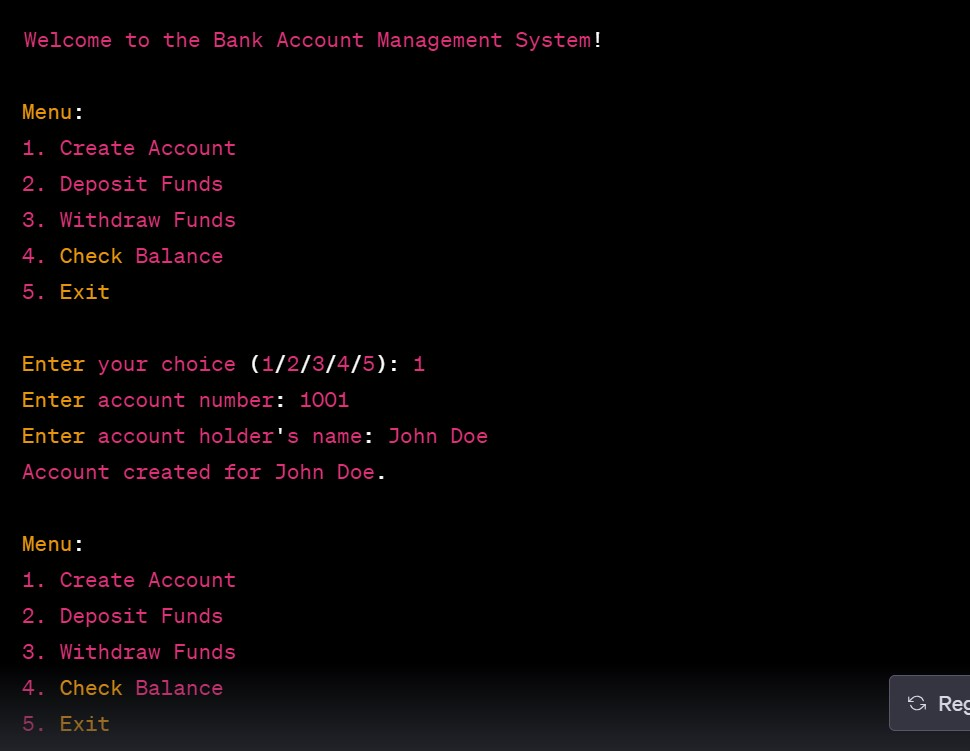 Welcome to the Bank Account Management System!
Menu:
1. Create Account
2. Deposit Funds
3. Withdraw Funds
4. Check Balance
5. Exit
Enter your choice (1/2/3/4/5): 1
Enter account number: 1001
Enter account holder's name: John Doe
Account created for John Doe.
Menu:
1. Create Account
2. Deposit Funds
3. Withdraw Funds
4. Check Balance
5. Exit